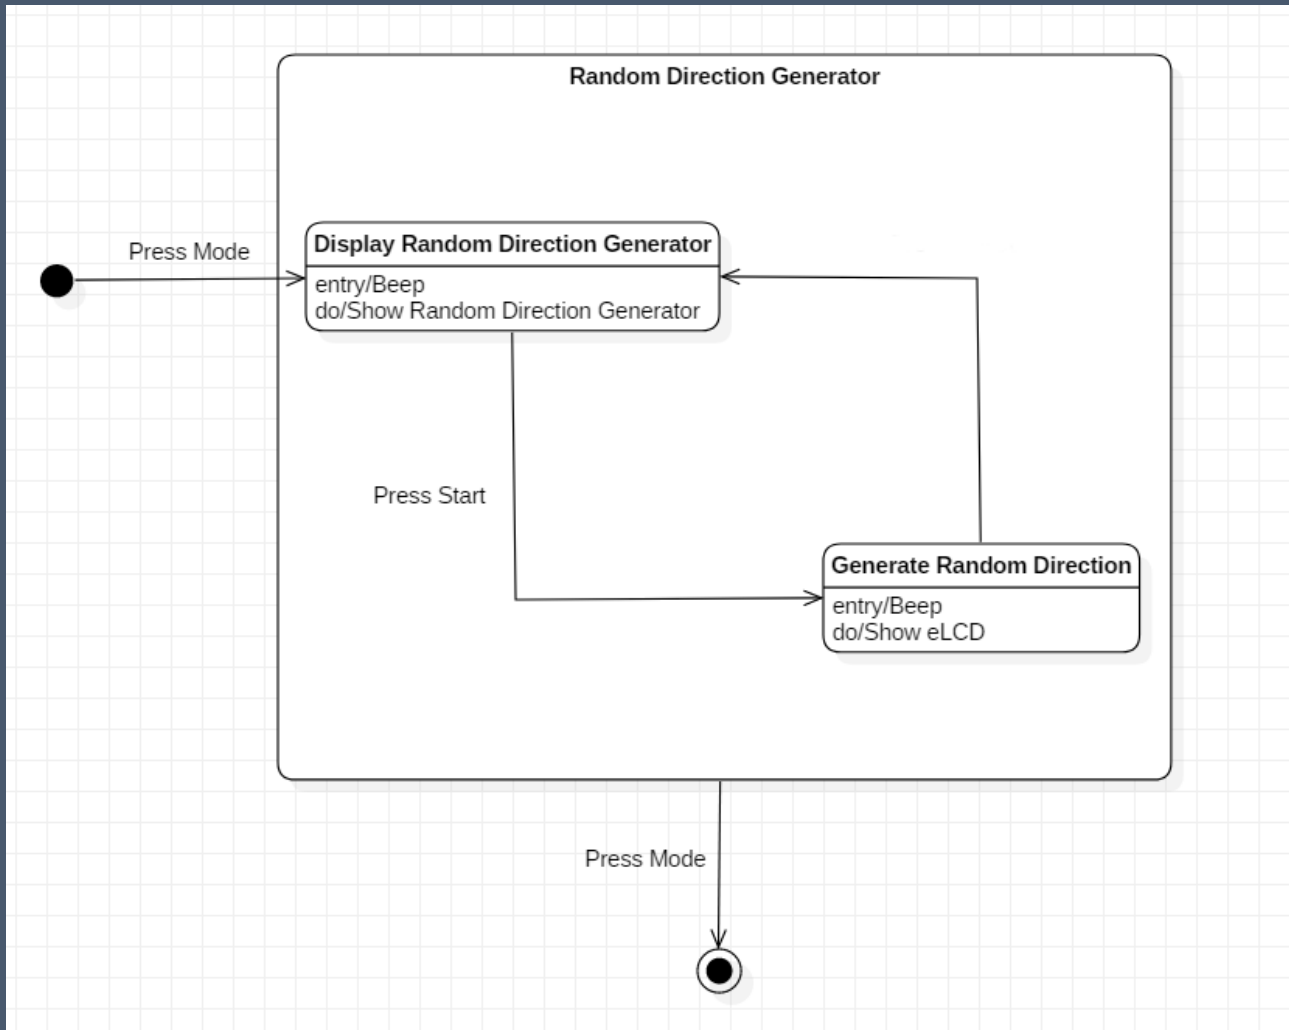 Random Direction Generator
Press Mode
Display Random Direction Generator
entry/Beep
do/Show Random Direction Generator
Press Start
Generate Random Direction
entry/Beep
do/Show eLCD
Press Mode